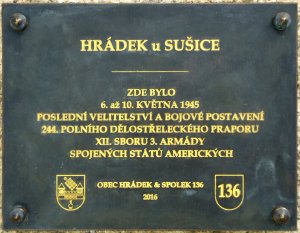 HRÁDEK u SUŠICE
ZDE BYLO
6. až 10. KVĚTNA 1945
POSLEDNÍ VELITELSTVÍ A BOJOVÉ POSTAVENÍ
244. POLNÍHO DĚLOSTŘELECKÉHO PRAPORU
XII. SBORU 3. ARMÁDY
SPOJENÝCH STÁTŮ AMERICKÝCH
OBEC HRÁDEK & SPOLEK 136
2016
136